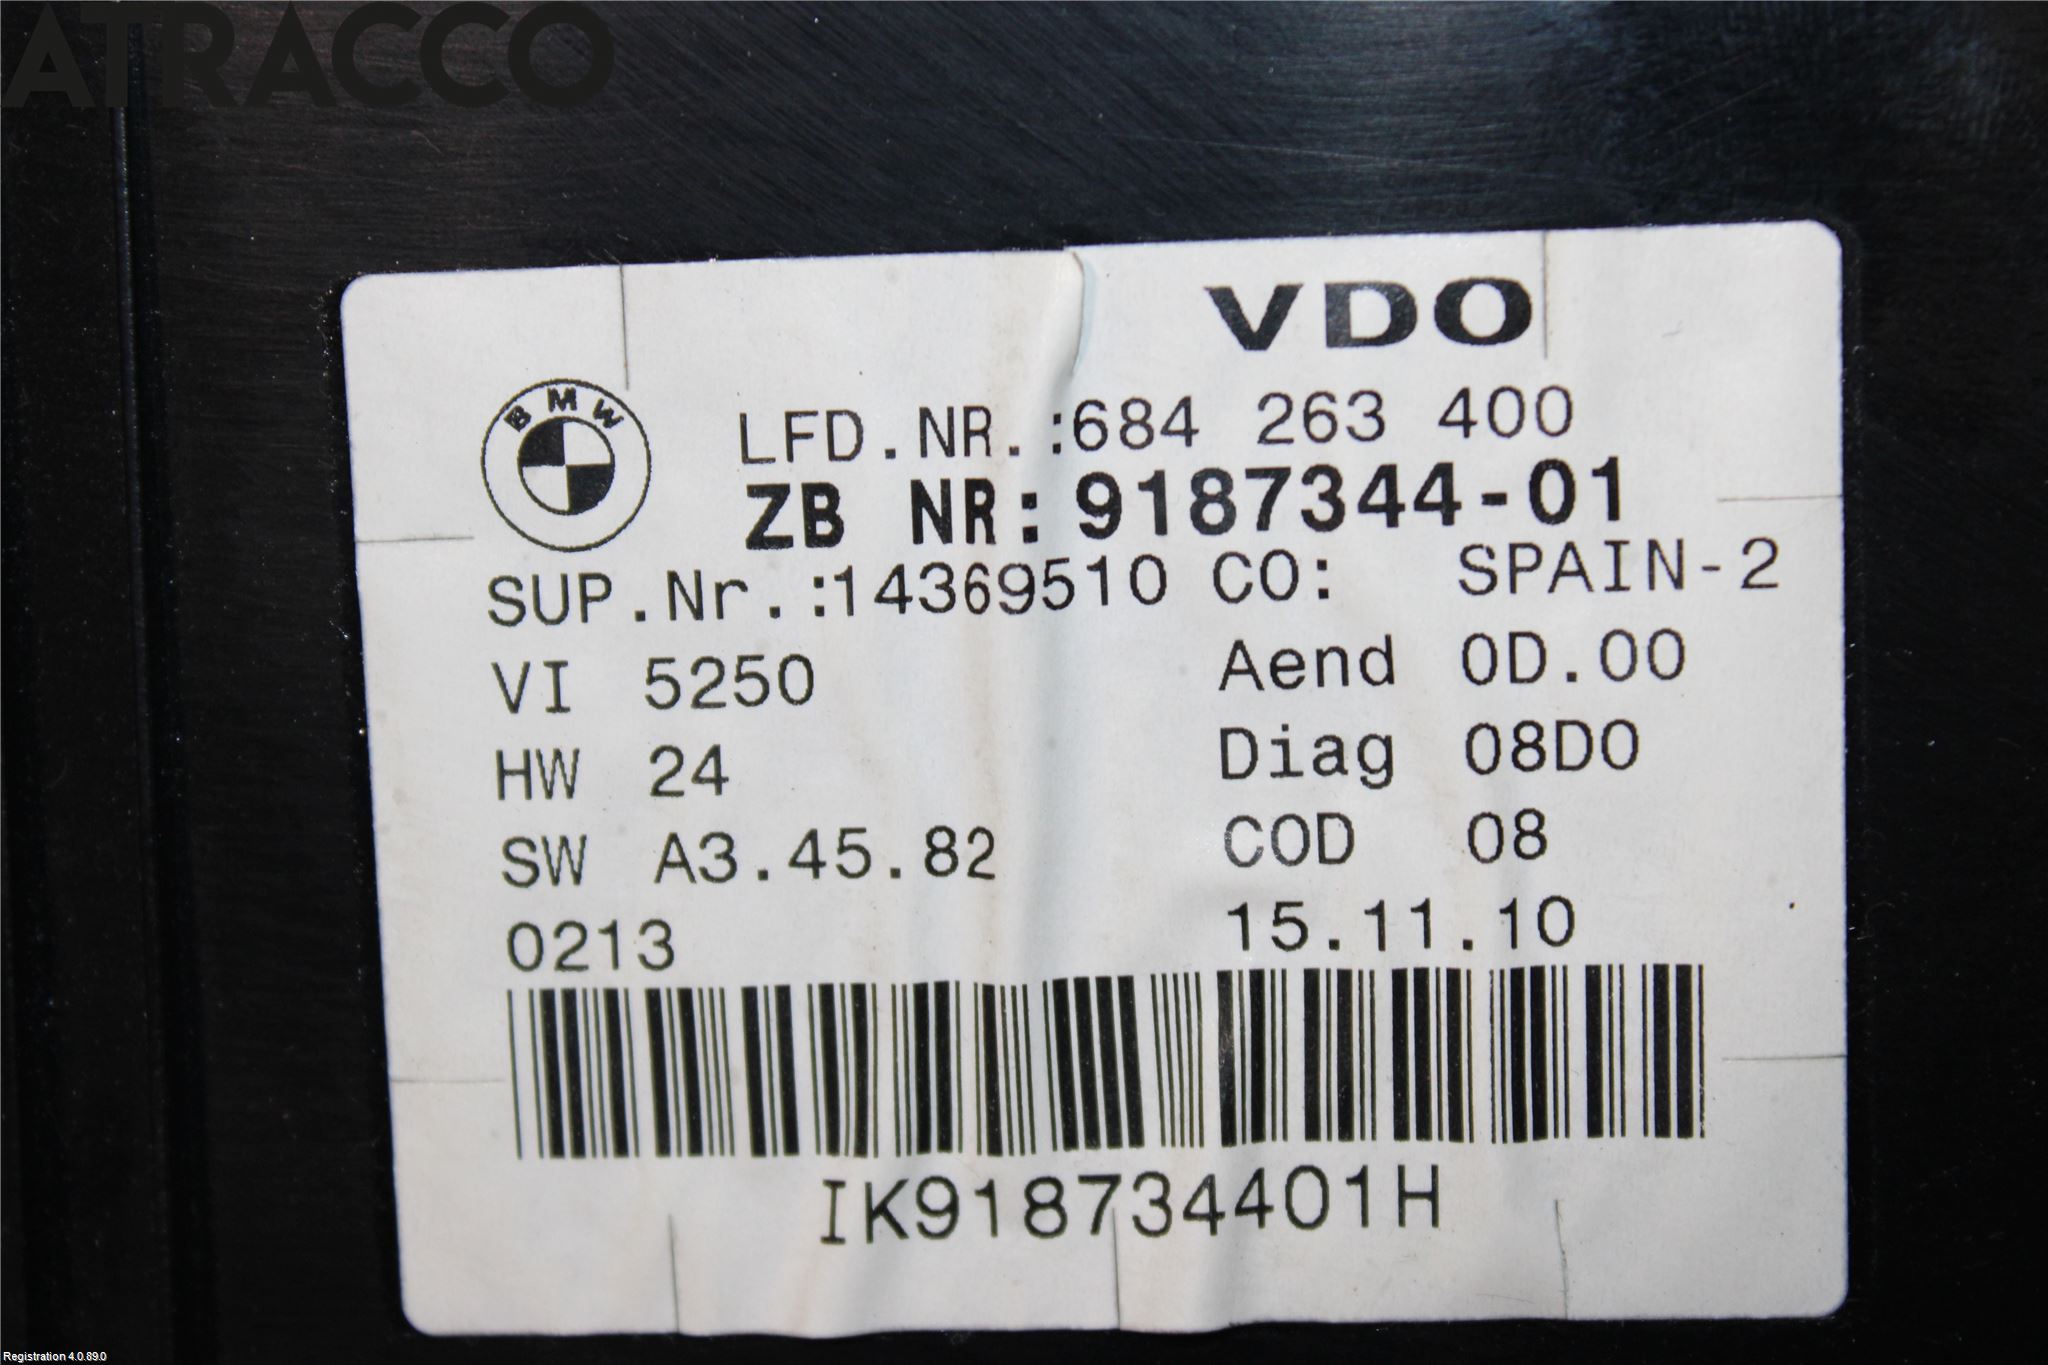 ATRACCO
VDO
BMW
LFD.NR.:684 263 400
ZB NR:9187344-01
SUP.Nr.:14369510 CO: SPAIN-2
VI 5250 Aend 0D.00
HW 24 Diag 08D0
SW A3.45.82 COD 08
0213 15.11.10
IK918734401H
Registration 4.0.89.0